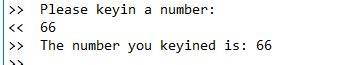 >> Please keyin a number:
<< 66
>> The number you keyined is: 66
>>